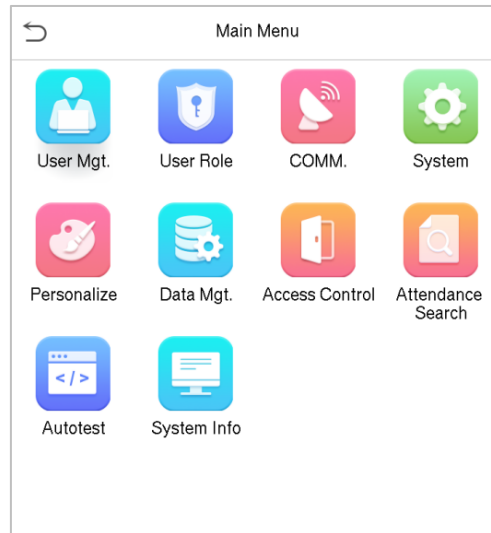 Main Menu
User Mgt.
User Role
COMM.
System
Personalize
Data Mgt.
Access Control
Attendance
Search
</>
Autotest
System Info